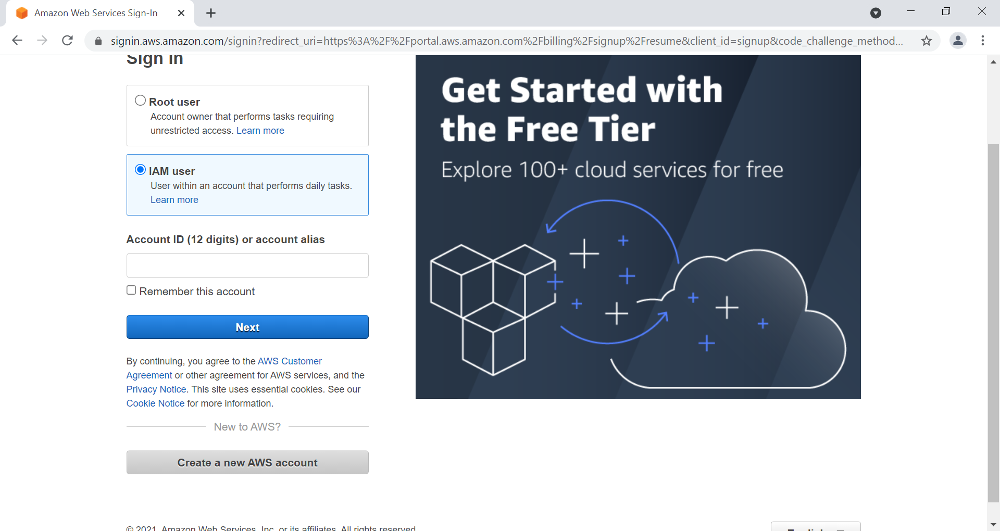 Amazon Web Services Sign-In
signin.aws.amazon.com/signin?redirect_uri=https%3A%2F%2Fportal.aws.amazon.com%2Fbilling%2Fsignup%2Fresume&client_id=signup&code_challenge_method...
Sign in
Root user
Account owner that performs tasks requiring
unrestricted access. Learn more
IAM user
User within an account that performs daily tasks.
Learn more
Account ID (12 digits) or account alias
Remember this account
Next
By continuing, you agree to the AWS Customer
Agreement or other agreement for AWS services, and the
Privacy Notice. This site uses essential cookies. See our
Cookie Notice for more information.
New to AWS?
Create a new AWS account
Get Started with
the Free Tier
Explore 100+ cloud services for free
© 2021, Amazon Web Services, Inc. or its affiliates. All rights reserved.
English